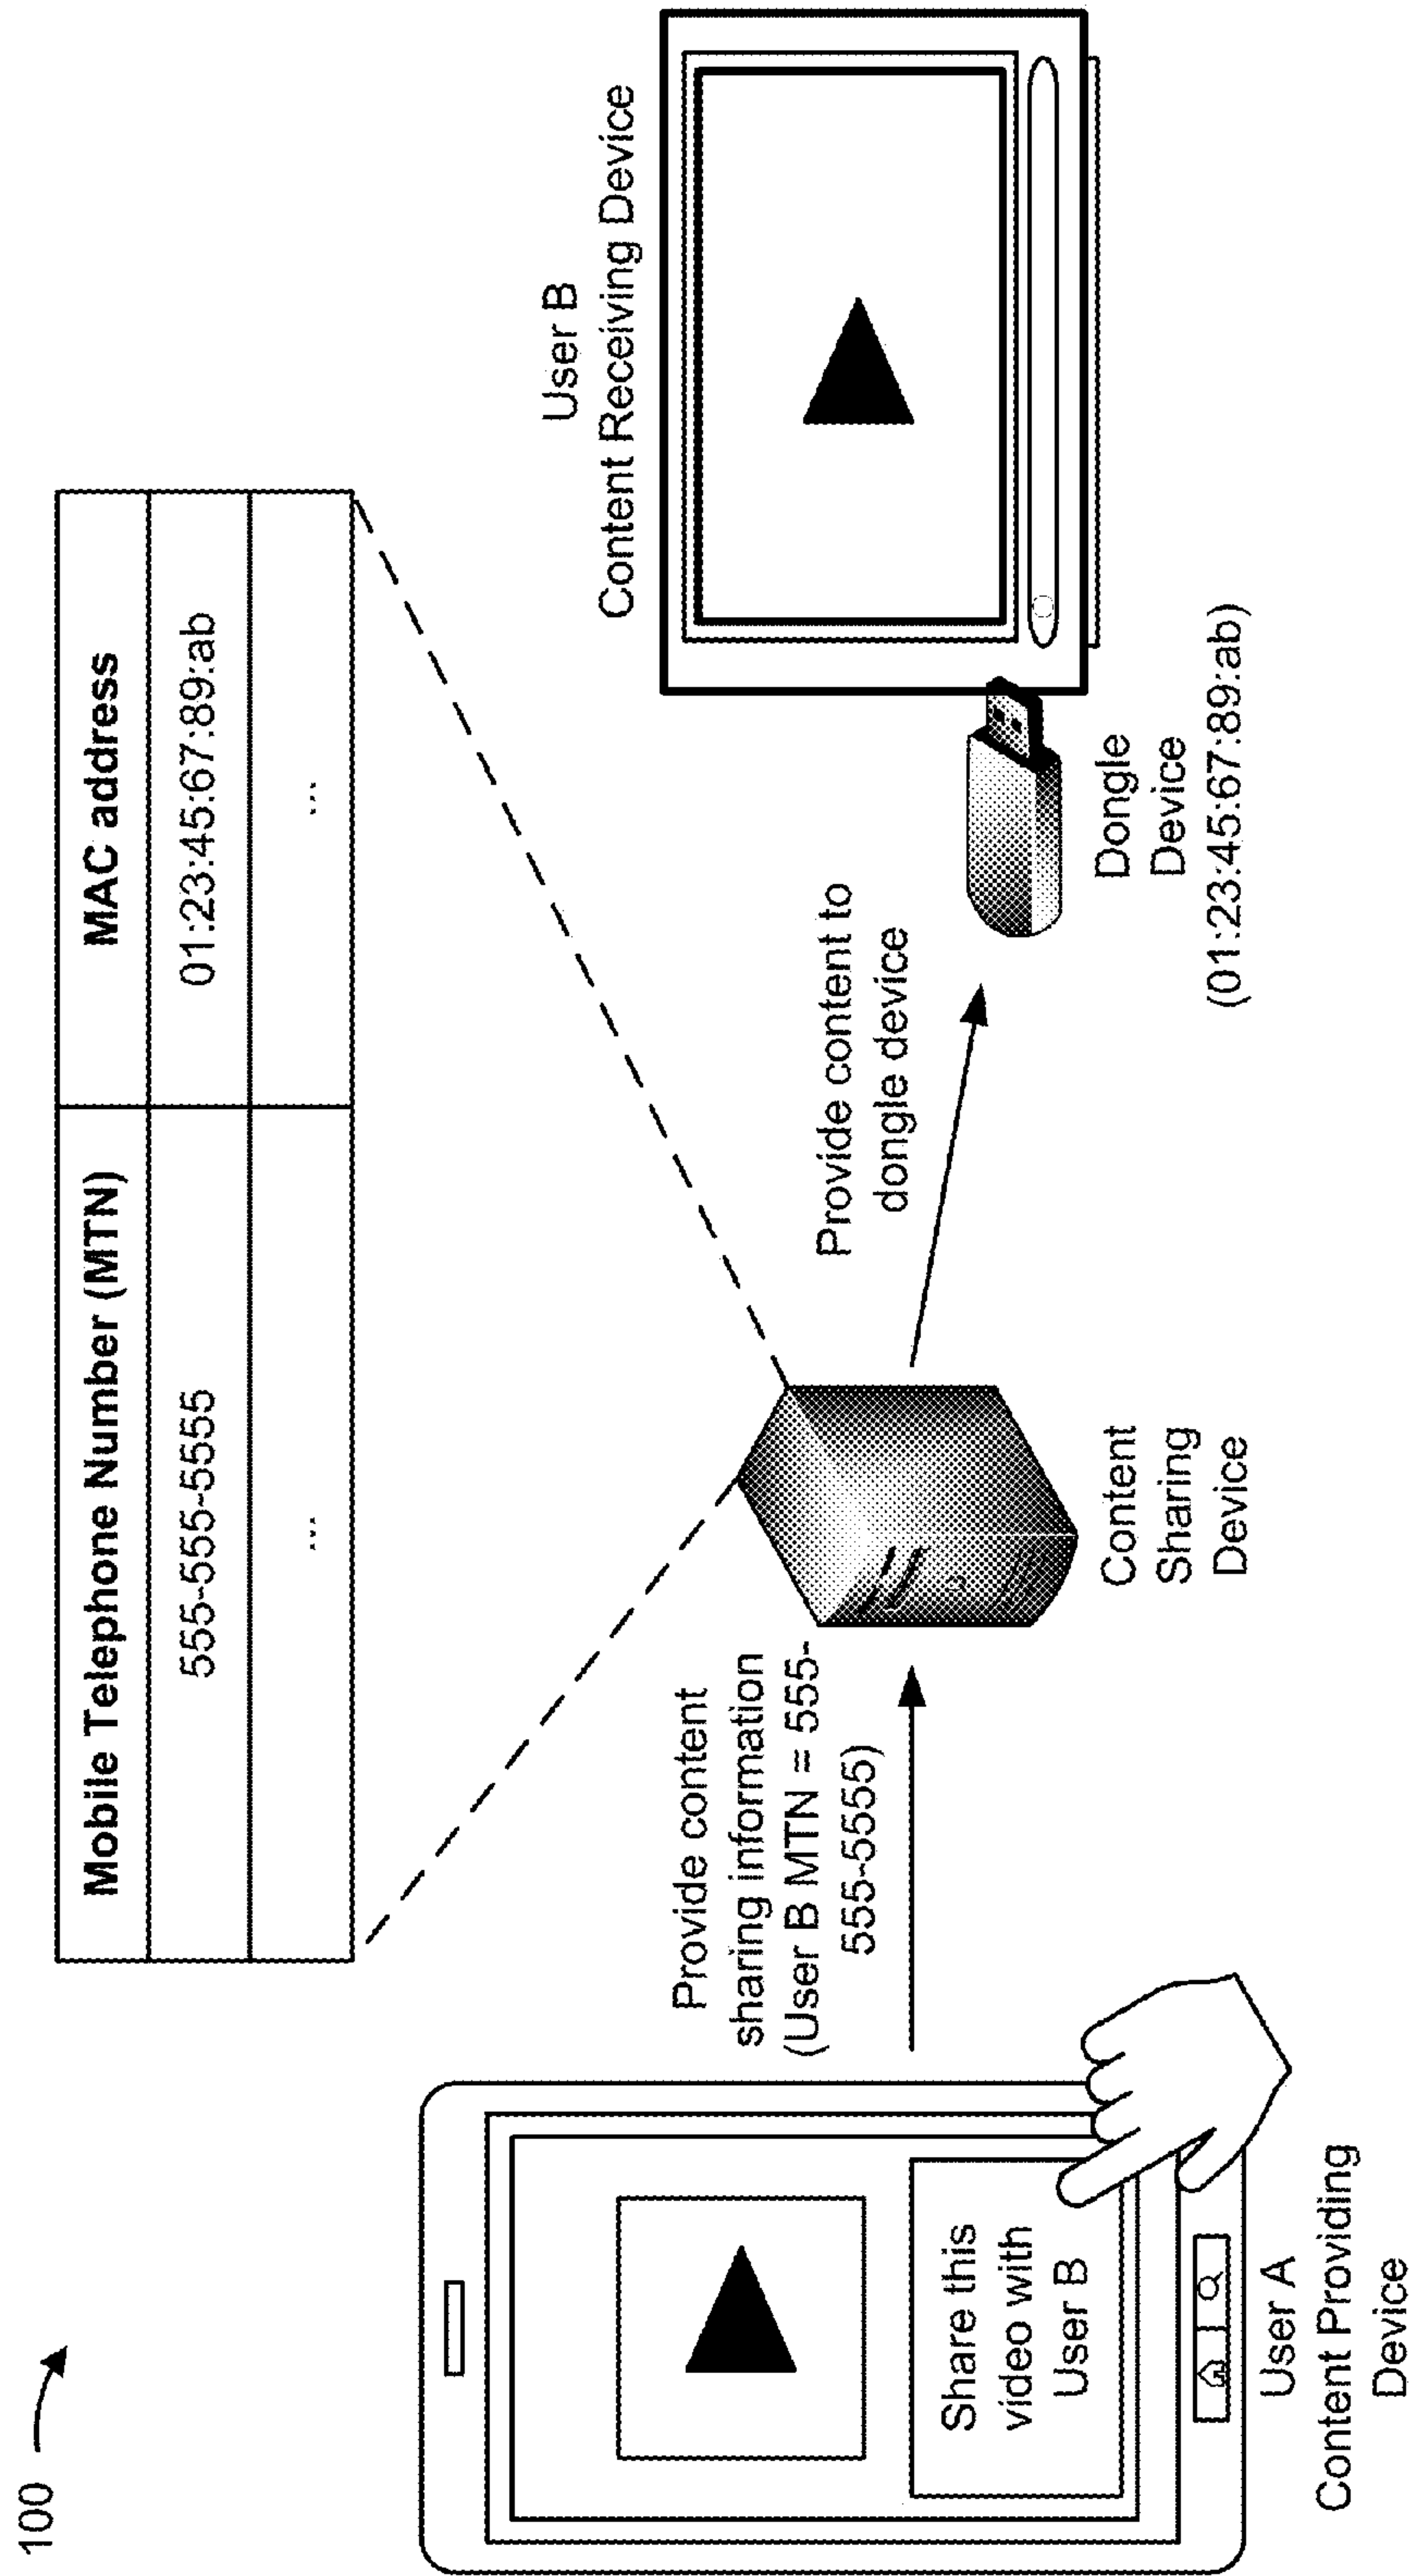 100
Mobile Telephone Number (MTN)
MAC address
555-555-5555
01:23:45:67:89:ab
...
...
Share this
video with
User B
User A
Content Providing
Device
Provide content
sharing information
(User B MTN = 555-
555-5555)
Content
Sharing
Device
Provide content to
dongle device
Dongle
Device
(01:23:45:67:89:ab)
User B
Content Receiving Device